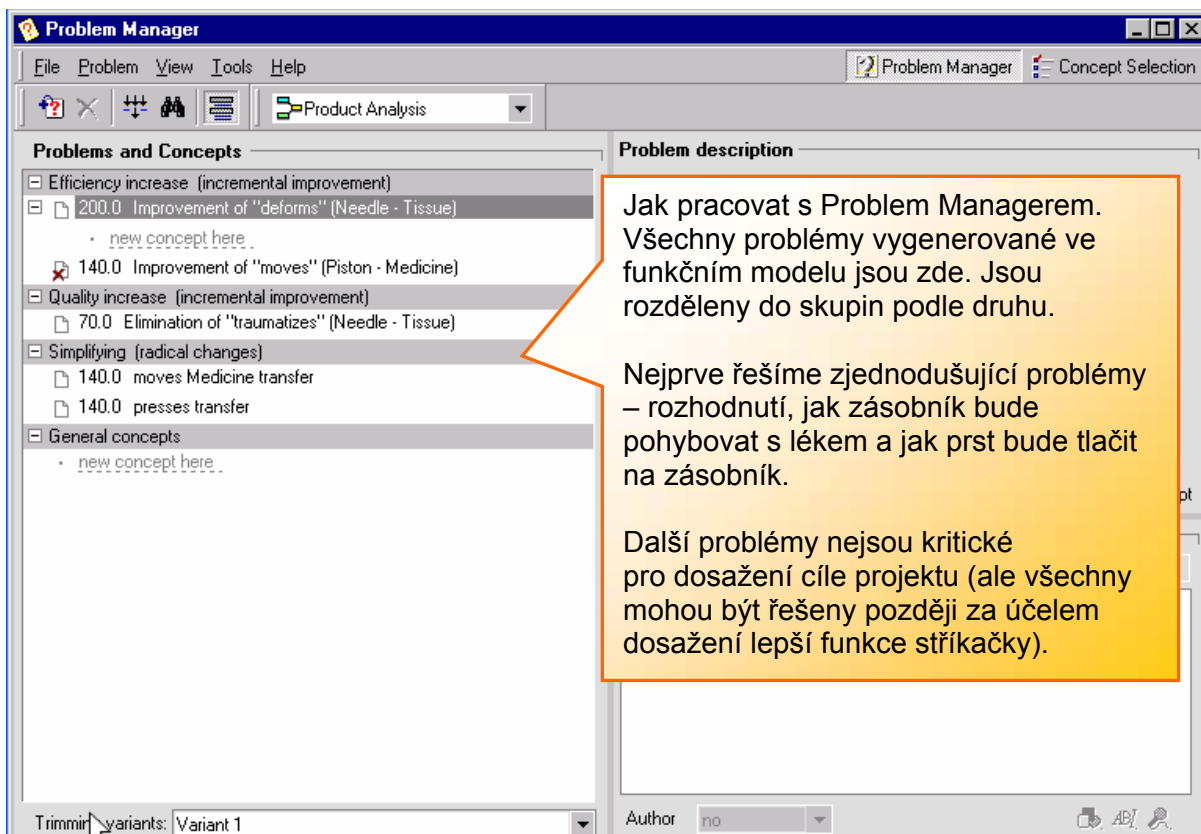 Problem Manager
File Problem View Tools Help
Problem Manager Concept Selection
Product Analysis
Problems and Concepts
Efficiency increase (incremental improvement)
200.0 Improvement of "deforms" (Needle - Tissue)
new concept here
140.0 Improvement of "moves" (Piston - Medicine)
Quality increase (incremental improvement)
70.0 Elimination of "traumatizes" (Needle - Tissue)
Simplifying (radical changes)
140.0 moves Medicine transfer
140.0 presses transfer
General concepts
new concept here
Trimmin variants: Variant 1
Problem description
Jak pracovat s Problem Managerem.
Všechny problémy vygenerované ve
funkčním modelu jsou zde. Jsou
rozděleny do skupin podle druhu.
Nejprve řešíme zjednodušující problémy
– rozhodnutí, jak zásobník bude
pohybovat s lékem a jak prst bude tlačit
na zásobník.
Další problémy nejsou kritické
pro dosažení cíle projektu (ale všechny
mohou být řešeny později za účelem
dosažení lepší funkce stříkačky).
pt
Author no